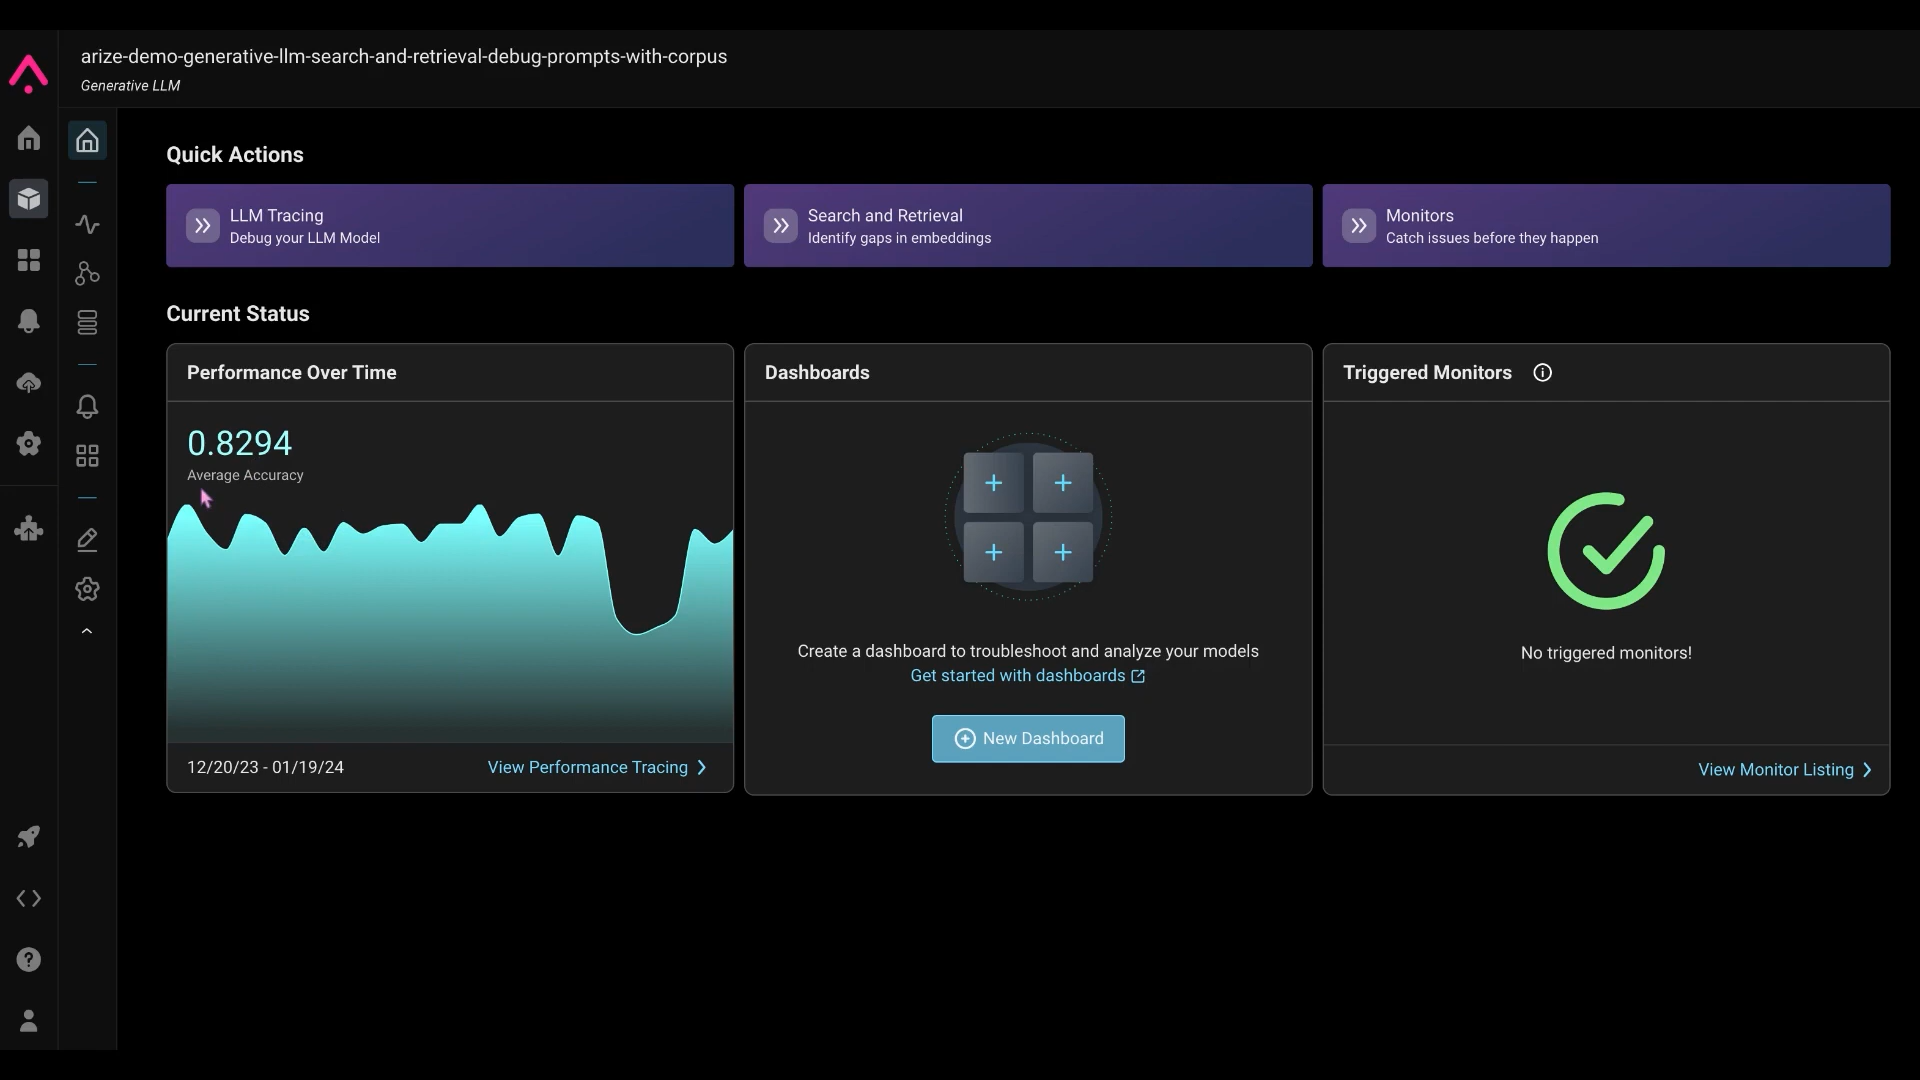 arize-demo-generative-llm-search-and-retrieval-debug-prompts-with-corpus
Generative LLM
Quick Actions
LLM Tracing
Debug your LLM Model
Search and Retrieval
Identify gaps in embeddings
Monitors
Catch issues before they happen
Current Status
Performance Over Time
0.8294
Average Accuracy
12/20/23 - 01/19/24
View Performance Tracing
Dashboards
Create a dashboard to troubleshoot and analyze your models
Get started with dashboards
New Dashboard
Triggered Monitors
No triggered monitors!
View Monitor Listing